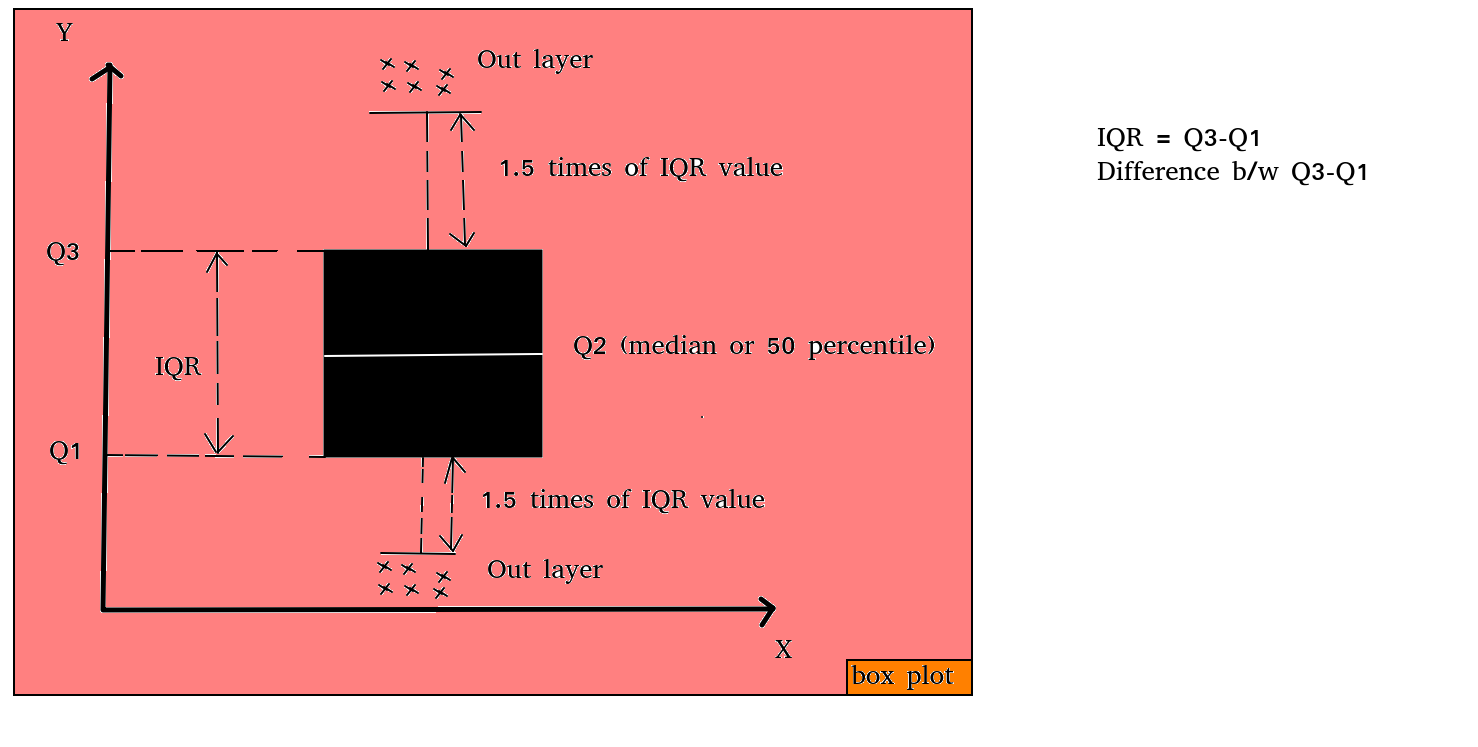 Y
Out layer
1.5 times of IQR value
IQR = Q3-Q1
Difference b/w Q3-Q1
Q3
Q2 (median or 50 percentile)
IQR
Q1
1.5 times of IQR value
Out layer
X
box plot